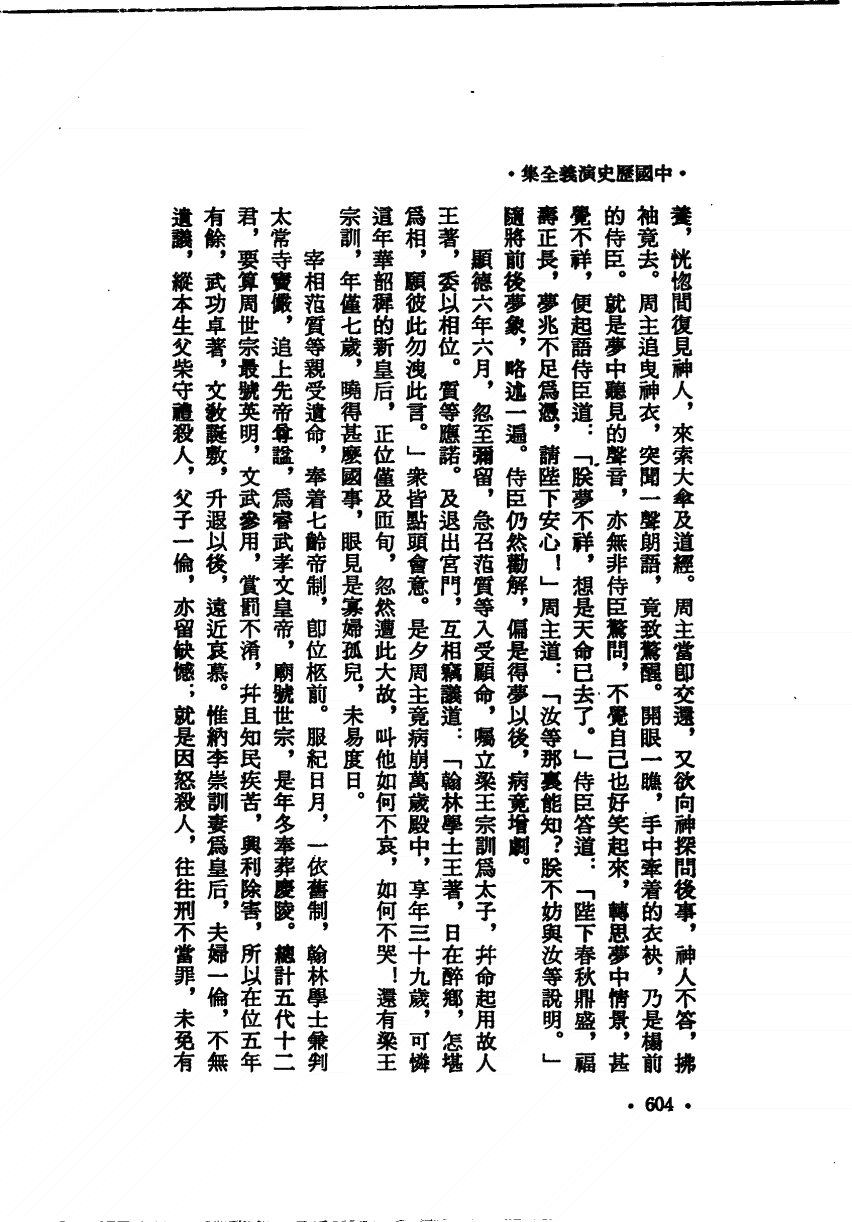 •中國歷史演義全集•
養，恍惚間復見神人，來索大傘及道經。周主當卽交還，又欲向神探問後事，神人不答，拂
袖竟去。周主追曳神衣，突聞一聲朗語，竟致驚醒。開眼一瞧，手中牽着的衣袂，乃是榻前
的侍臣。就是夢中聽見的聲音，亦無非侍臣驚問，不覺自己也好笑起來，轉思夢中情景，甚
覺不祥，便起語侍臣道：「朕夢不祥，想是天命已去了。」侍臣答道：「陛下春秋鼎盛，福
壽正長，夢兆不足爲憑，請陛下安心！」周主道：「汝等那裏能知？朕不妨與汝等說明。」
隨將前後夢象，略述一遍。侍臣仍然勸解，偏是得夢以後，病竟增劇。
顯德六年六月，忽至彌留，急召范質等入受顧命，囑立梁王宗訓爲太子，幷命起用故人
王著，委以相位。質等應諾。及退出宮門，互相竊議道：「翰林學士王著，日在醉鄉，怎堪
爲相，願彼此勿洩此言。」衆皆點頭會意。是夕周主竟病崩萬歲殿中，享年三十九歲，可憐
這年華韶穉的新皇后，正位僅及匝旬，忽然遭此大故，叫他如何不哀，如何不哭！還有梁王
宗訓，年僅七歲，曉得甚麽國事，眼見是寡婦孤兒，未易度日。
宰相范質等親受遺命，奉着七齡帝制，卽位柩前。服紀日月，一依舊制，翰林學士兼判
太常寺竇儼，追上先帝尊諡，爲睿武孝文皇帝，廟號世宗，是年冬奉葬慶陵。總計五代十二
君，要算周世宗最號英明，文武參用，賞罰不淆，幷且知民疾苦，興利除害，所以在位五年
有餘，武功卓著，文敎誕敷，升遐以後，遠近哀慕。惟納李崇訓妻爲皇后，夫婦一倫，不無
遺議，縱本生父柴守禮殺人，父子一倫，亦留缺憾；就是因怒殺人，往往刑不當罪，未免有
•604•